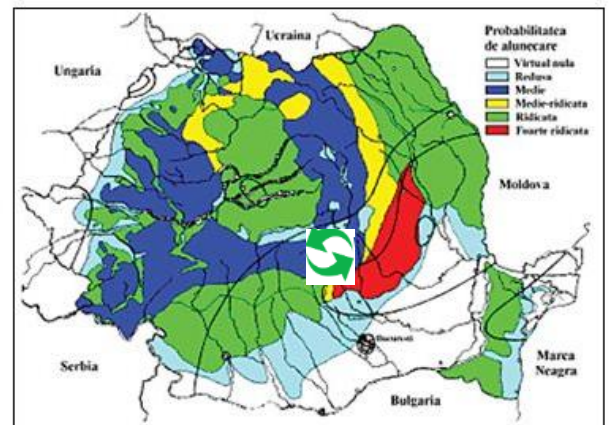 Ucraina
Probabilitatea
de alunecare
Virtual nula
Redusa
Medie
Medie-ridicata
Ridicata
Foarte ridicata
Ungaria
Moldova
Bucuresti
Serbia
Marea
Neagra
Bulgaria